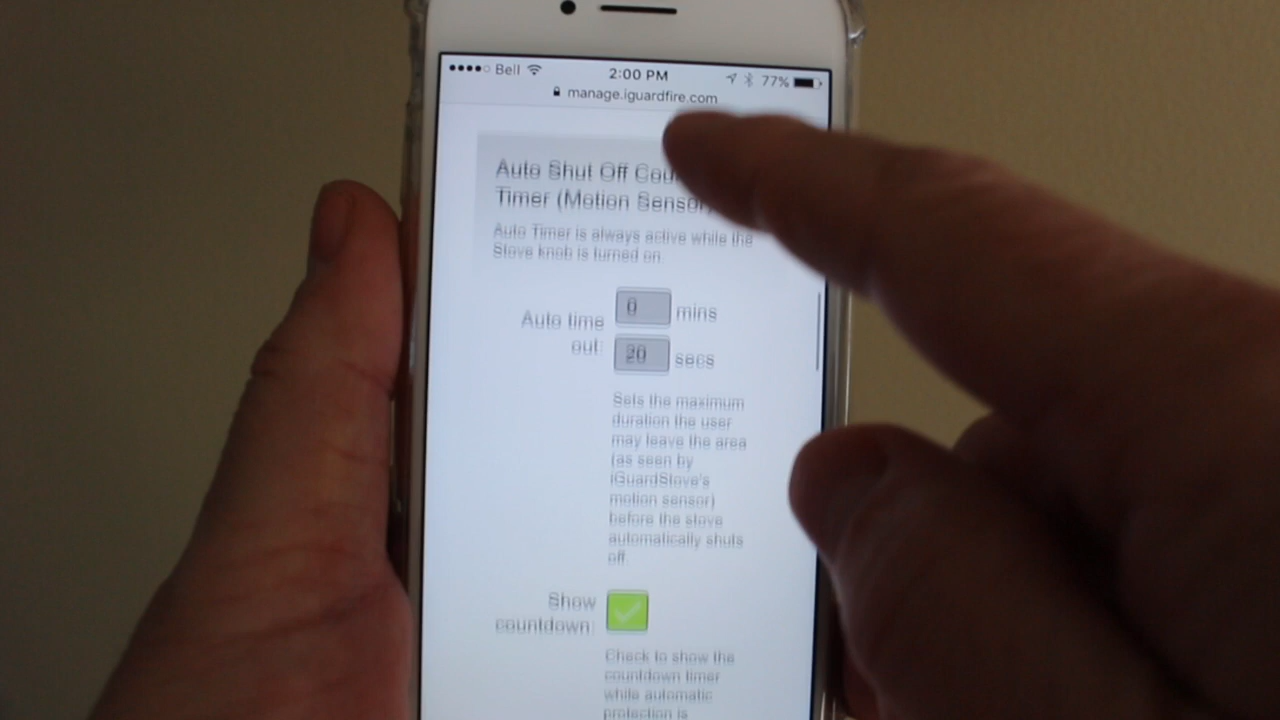 Bell 2:00 PM 77%
manage.iguardfire.com
Auto Shut Off
Timer (Motion Sensor)
Auto Timer is always active while the
Stove knob is turned on
0 mins
Auto time
out:
20 secs
Sets the maximum
duration the user
may leave the area
(as seen by
iGuardStove's
motion sensor)
before the stove
automatically shuts
off.
Show
countdown:
Check to show the
countdown timer
while automatic
protection is